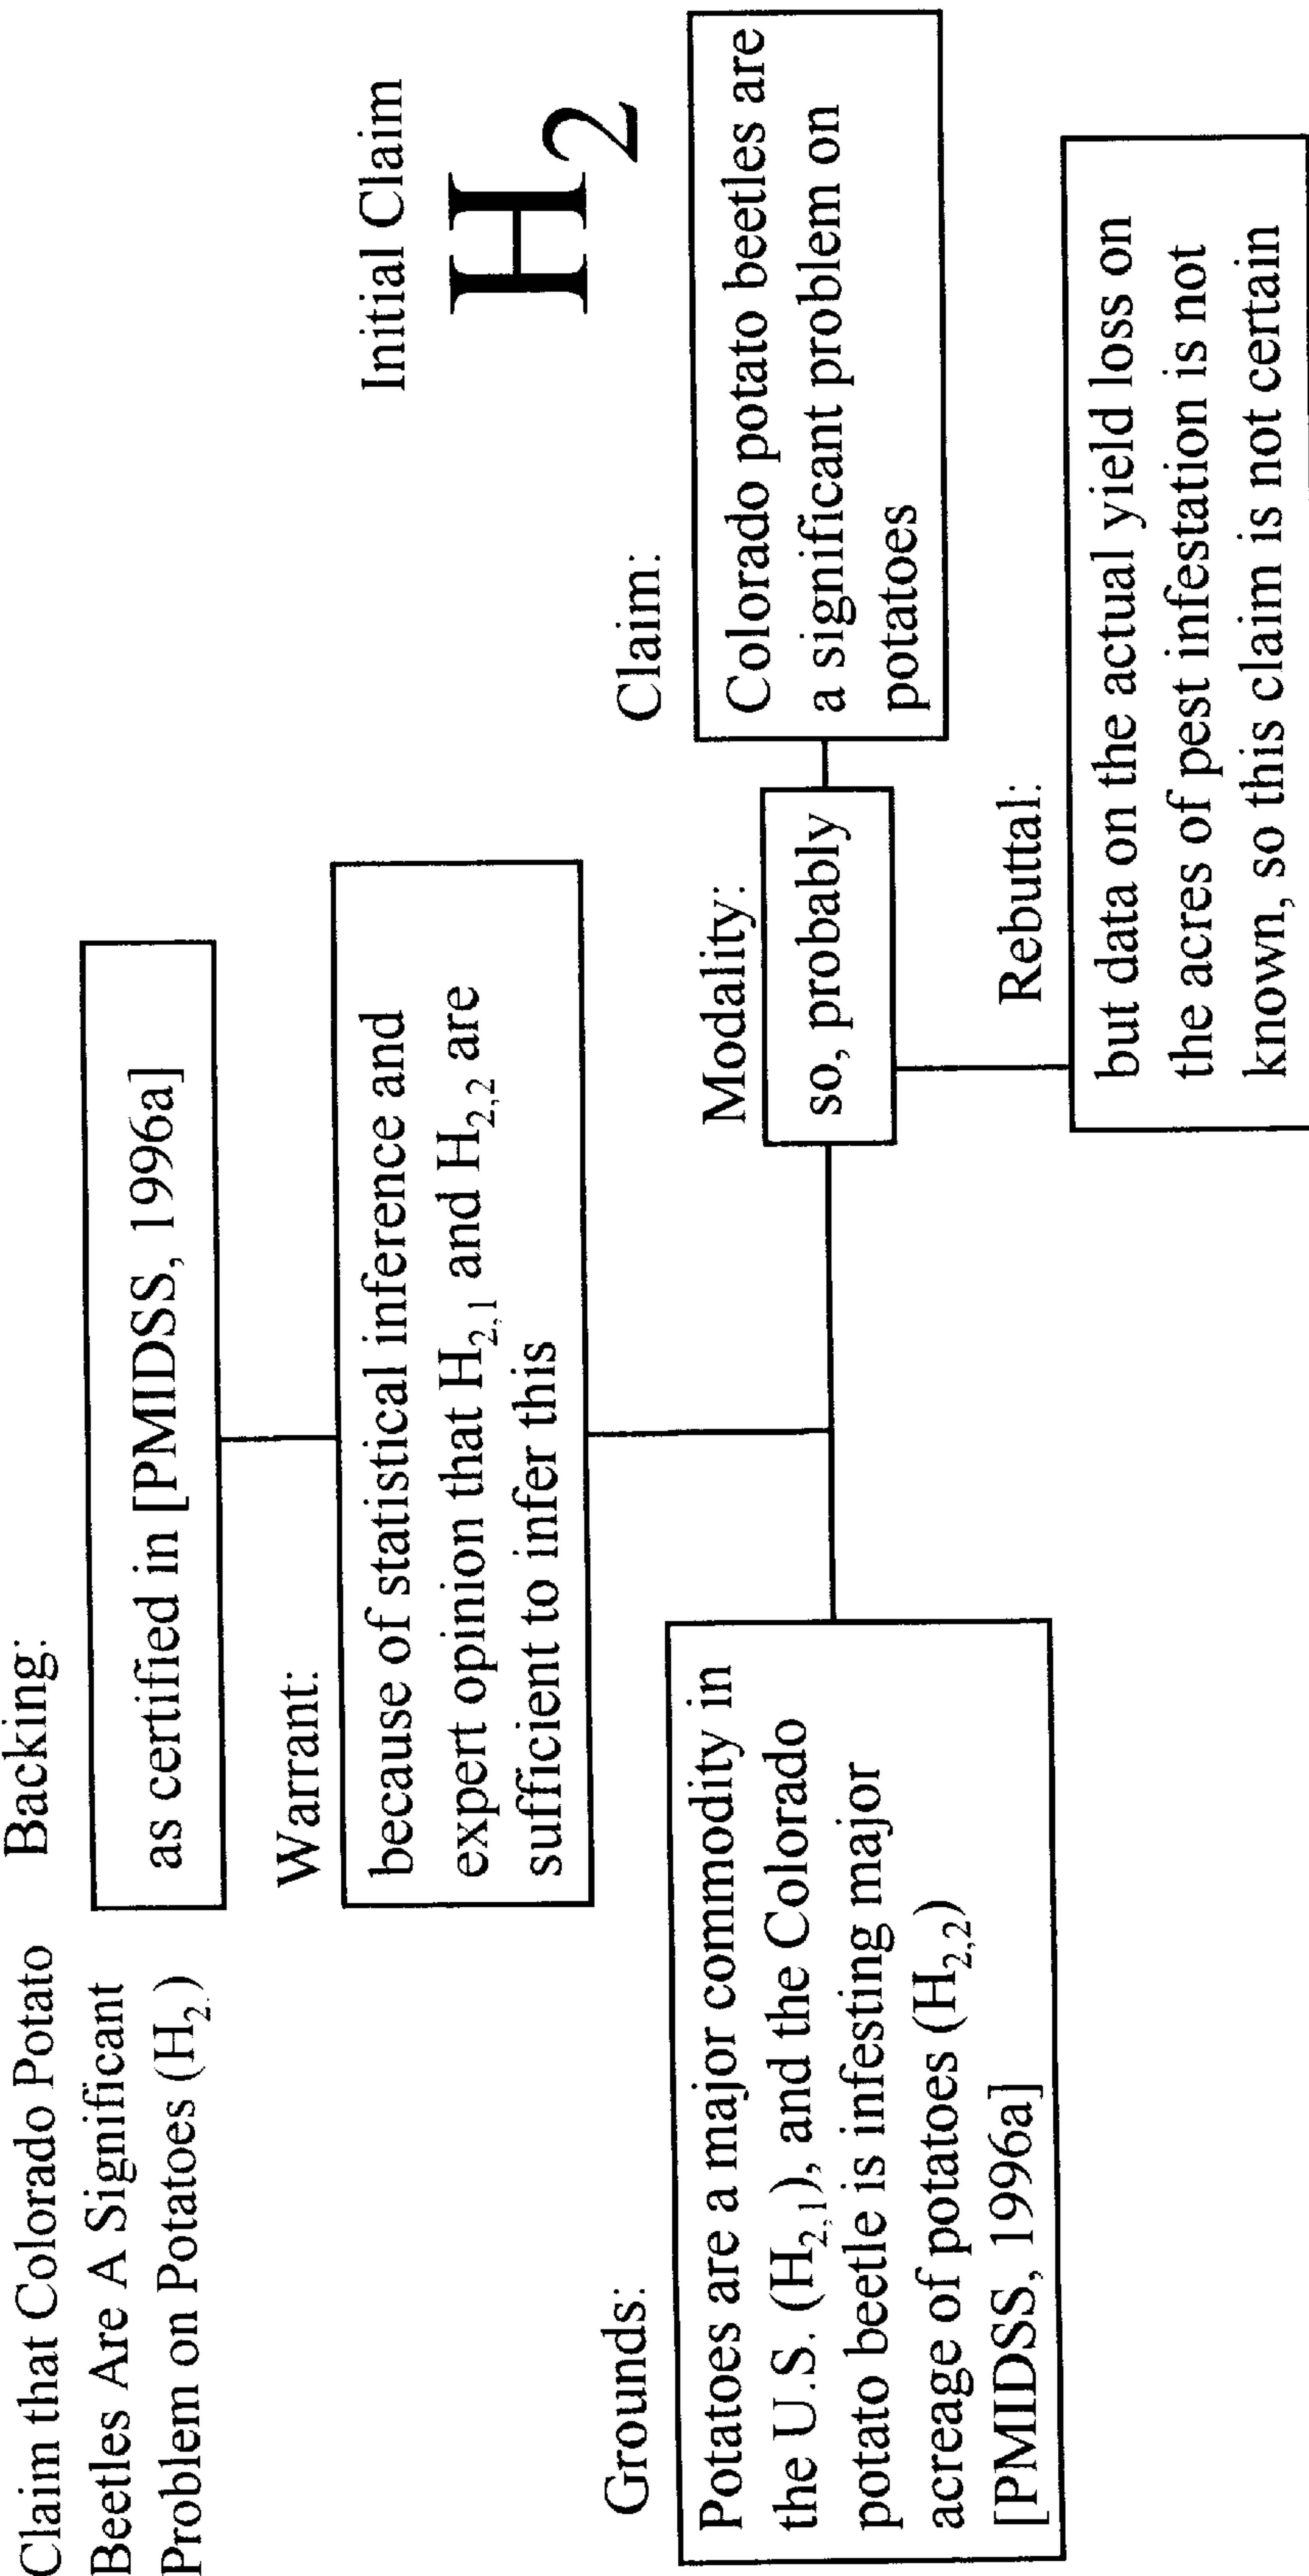 Claim that Colorado Potato
Beetles Are A Significant
Problem on Potatoes (H₂.)
Backing:
as certified in [PMIDSS, 1996a]
Warrant:
because of statistical inference and
expert opinion that H₂,₁ and H₂,₂ are
sufficient to infer this
Initial Claim
H₂
Grounds:
Potatoes are a major commodity in
the U.S. (H₂,₁), and the Colorado
potato beetle is infesting major
acreage of potatoes (H₂,₂)
[PMIDSS, 1996a]
Modality:
so, probably
Claim:
Colorado potato beetles are
a significant problem on
potatoes
Rebuttal:
but data on the actual yield loss on
the acres of pest infestation is not
known, so this claim is not certain